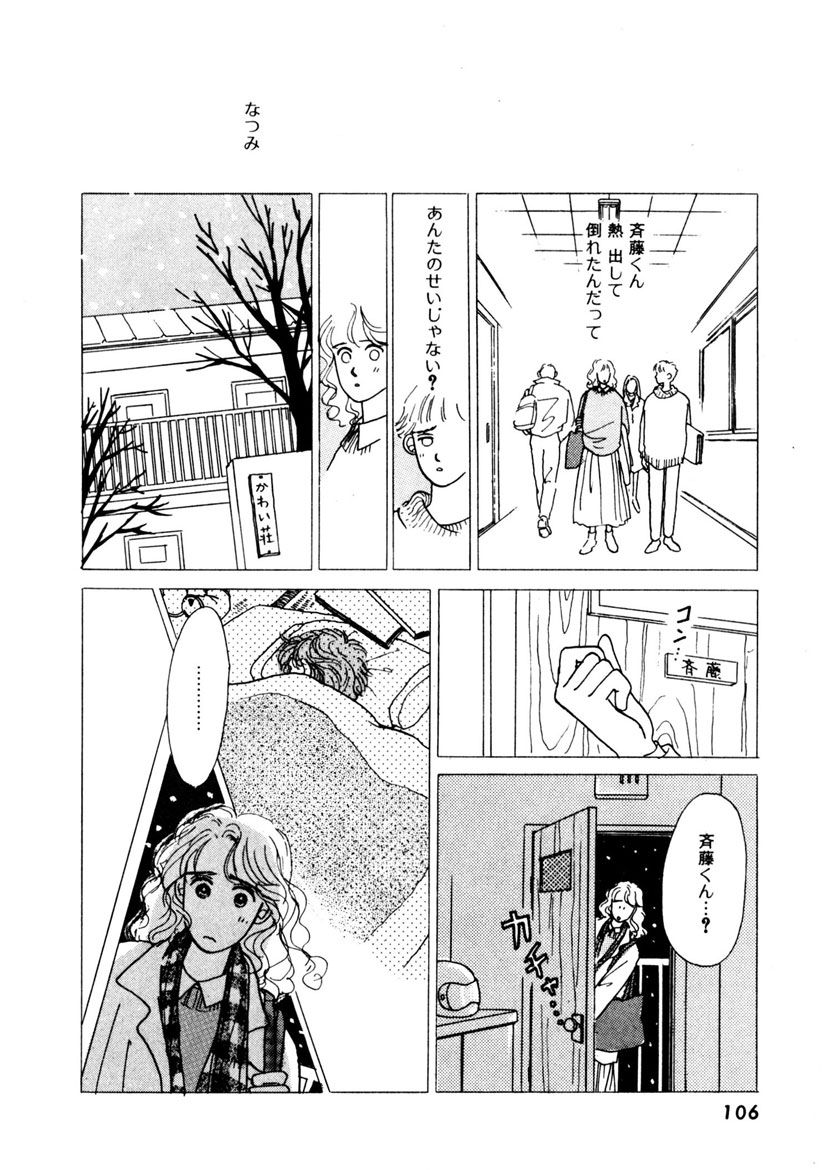 なつみ
斉藤くん
熱出して
倒れたんだって
あんたのせいじゃない?
かわい荘
コン…
斉藤
斉藤くん…?
カチャ…
………
106